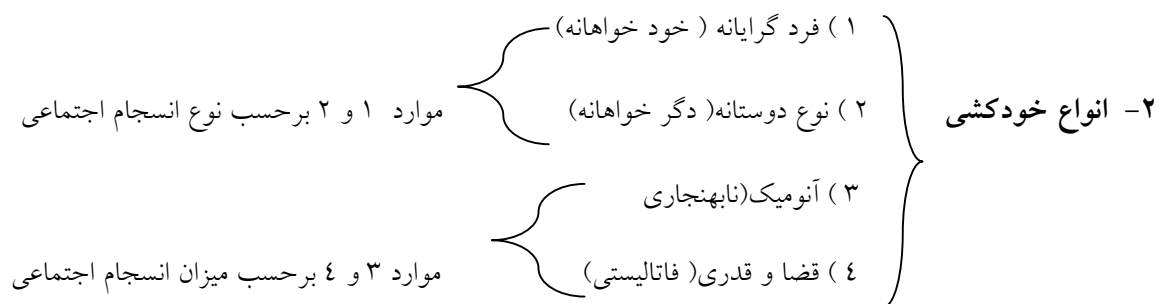 ۱ ) فرد گرایانه ( خود خواهانه)
۲- انواع خودکشی
۲ ) نوع دوستانه( دگر خواهانه)
موارد ۱ و ۲ برحسب نوع انسجام اجتماعی
۳ ) آنومیک(نابهنجاری
٤ ) قضا و قدری( فاتالیستی)
موارد ۳ و ٤ برحسب میزان انسجام اجتماعی